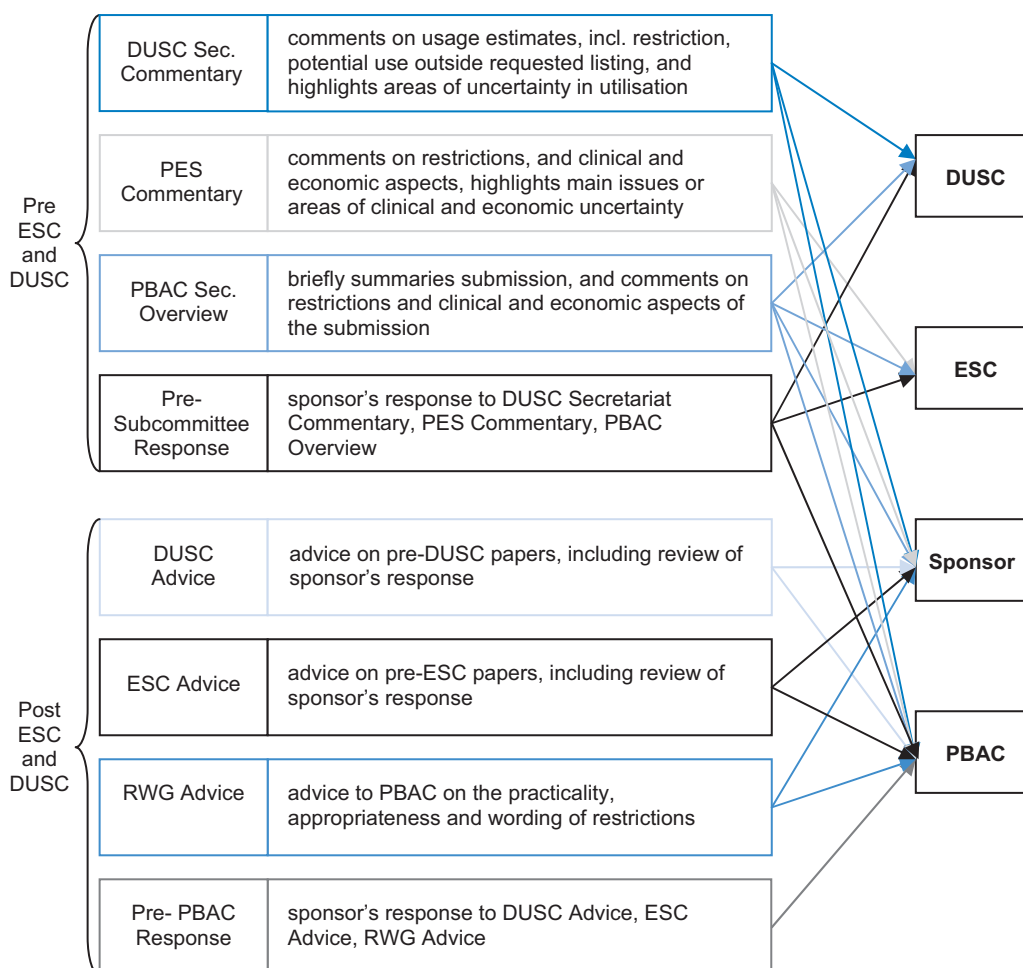 DUSC Sec.
Commentary
comments on usage estimates, incl. restriction,
potential use outside requested listing, and
highlights areas of uncertainty in utilisation
PES
Commentary
comments on restrictions, and clinical and
economic aspects, highlights main issues or
areas of clinical and economic uncertainty
Pre
ESC
and
DUSC
PBAC Sec.
Overview
briefly summaries submission, and comments on
restrictions and clinical and economic aspects of
the submission
Pre-
Subcommittee
Response
sponsor’s response to DUSC Secretariat
Commentary, PES Commentary, PBAC
Overview
DUSC
Advice
advice on pre-DUSC papers, including review of
sponsor’s response
ESC Advice
advice on pre-ESC papers, including review of
sponsor’s response
Post
ESC
and
DUSC
RWG Advice
advice to PBAC on the practicality,
appropriateness and wording of restrictions
Pre- PBAC
Response
sponsor’s response to DUSC Advice, ESC
Advice, RWG Advice
DUSC
ESC
Sponsor
PBAC